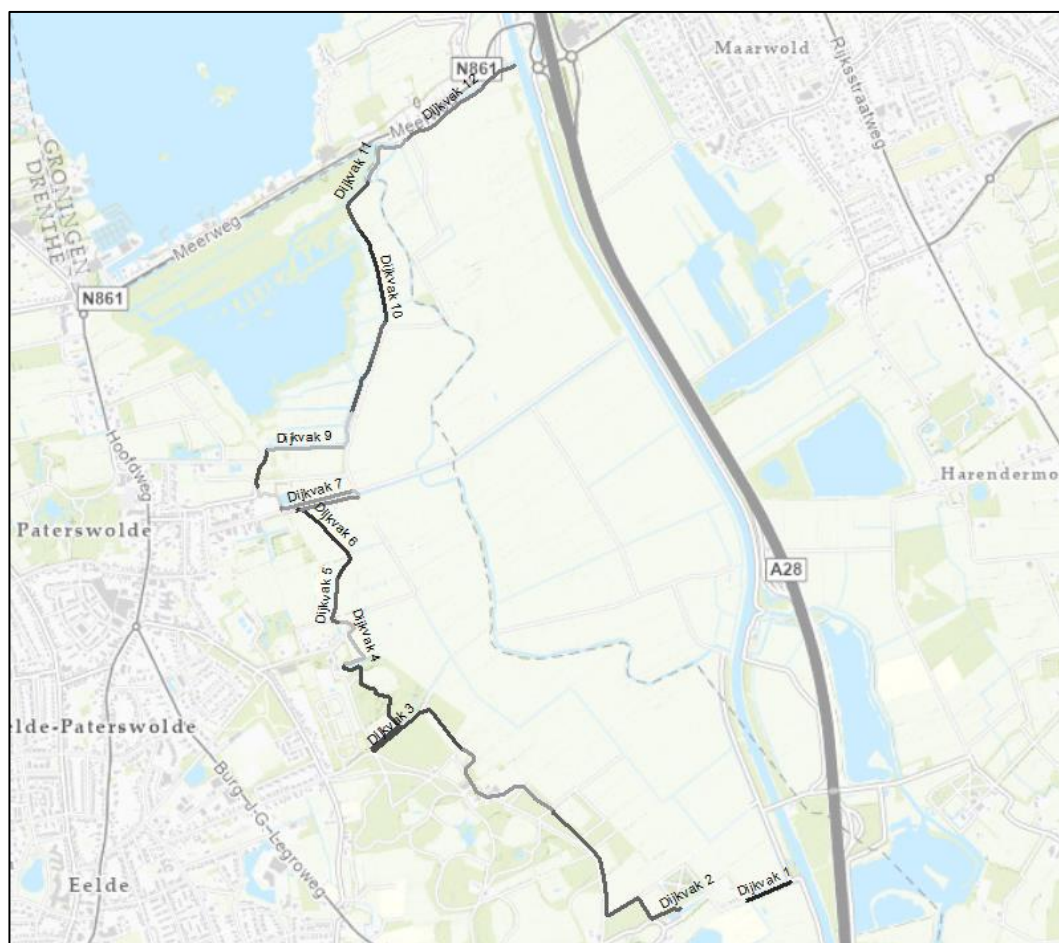 Maarwold
N861
Rijksstraatweg
Dijkvak 12
Mee
Dijkvak 11
GRONINGEN
DRENTHE
Meerweg
Dijkvak 10
N861
Hoofdweg
Dijkvak 9
Harendermo
Dijkvak 7
Paterswolde
Dijkvak 6
A28
Dijkvak 5
Dijkvak 4
elde-Paterswolde
Dijkvak 3
Burg-J-G-Legroweg
Eelde
Dijkvak 2
Dijkvak 1